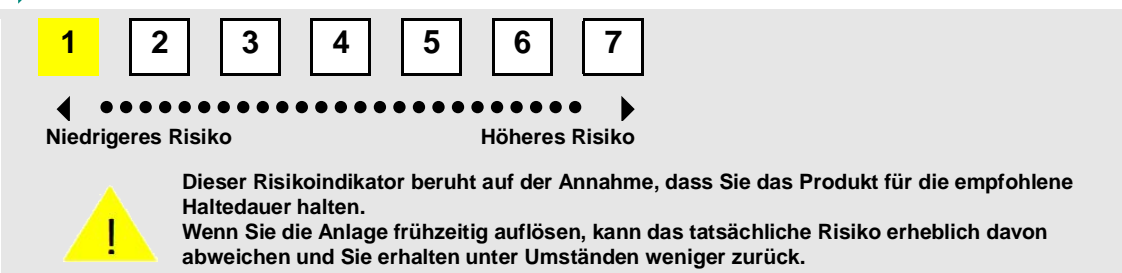 1 2 3 4 5 6 7
Niedrigeres Risiko Höheres Risiko
Dieser Risikoindikator beruht auf der Annahme, dass Sie das Produkt für die empfohlene
Haltedauer halten.
! Wenn Sie die Anlage frühzeitig auflösen, kann das tatsächliche Risiko erheblich davon
abweichen und Sie erhalten unter Umständen weniger zurück.